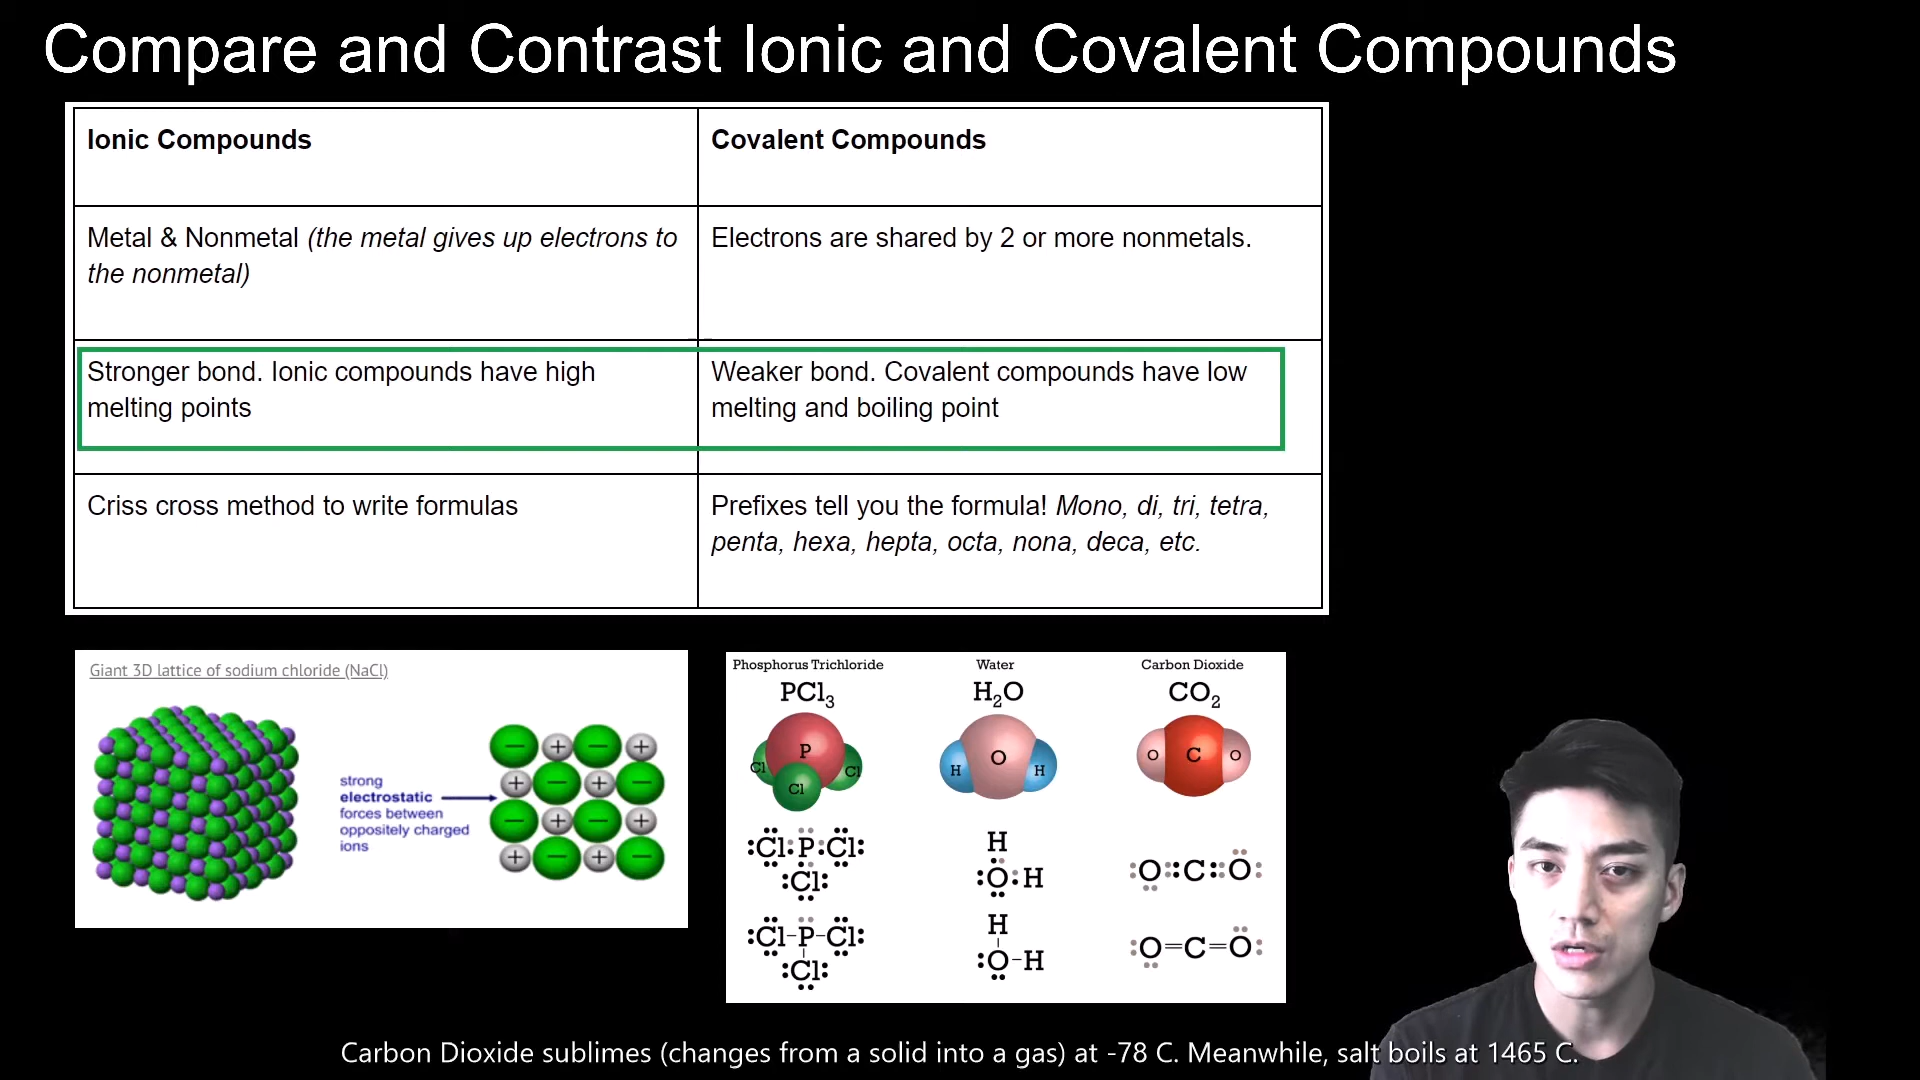 Compare and Contrast Ionic and Covalent Compounds
Ionic Compounds
Covalent Compounds
Metal & Nonmetal (the metal gives up electrons to
the nonmetal)
Electrons are shared by 2 or more nonmetals.
Stronger bond. Ionic compounds have high
melting points
Weaker bond. Covalent compounds have low
melting and boiling point
Criss cross method to write formulas
Prefixes tell you the formula! Mono, di, tri, tetra,
penta, hexa, hepta, octa, nona, deca, etc.
Giant 3D lattice of sodium chloride (NaCl)
strong
electrostatic
forces between
oppositely charged
ions
− + − +
+ − + −
− + − +
+ − + −
Phosphorus Trichloride
PCl₃
P
Cl
Cl
Cl
:Cl:P:Cl:
:Cl:
:Cl-P-Cl:
:Cl:
Water
H₂O
O
H
H
H
:O:H
H
:O-H
Carbon Dioxide
CO₂
O C O
:O::C::O:
:O=C=O:
Carbon Dioxide sublimes (changes from a solid into a gas) at -78 C. Meanwhile, salt boils at 1465 C.